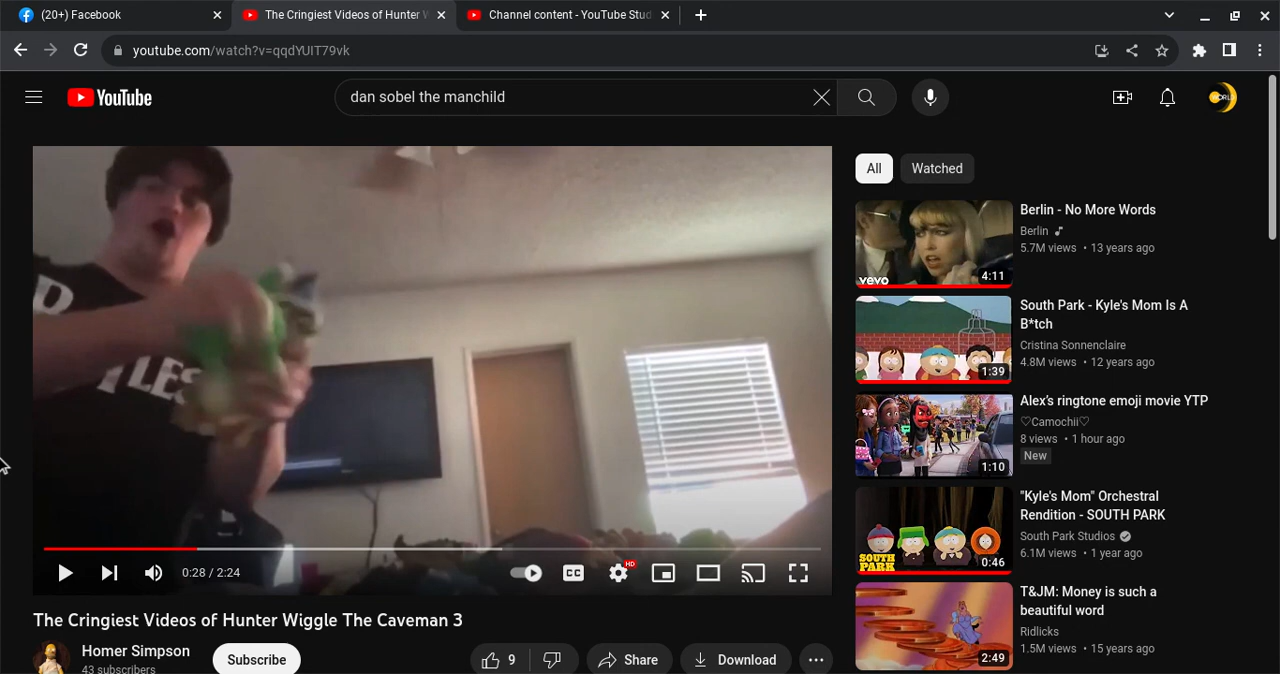 (20+) Facebook
The Cringiest Videos of Hunter W
Channel content - YouTube Stud
youtube.com/watch?v=qqdYUIT79vk
YouTube
dan sobel the manchild
WORLD
All
Watched
Berlin - No More Words
Berlin
5.7M views • 13 years ago
vevo
4:11
South Park - Kyle's Mom Is A
B*tch
Cristina Sonnenclaire
4.8M views • 12 years ago
1:39
Alex's ringtone emoji movie YTP
♡Camochii♡
8 views • 1 hour ago
New
1:10
"Kyle's Mom" Orchestral
Rendition - SOUTH PARK
South Park Studios
6.1M views • 1 year ago
SOUTH
PARK
0:46
T&JM: Money is such a
beautiful word
Ridlicks
1.5M views • 15 years ago
2:49
0:28 / 2:24
CC
HD
The Cringiest Videos of Hunter Wiggle The Caveman 3
Homer Simpson
43 subscribers
Subscribe
9
Share
Download